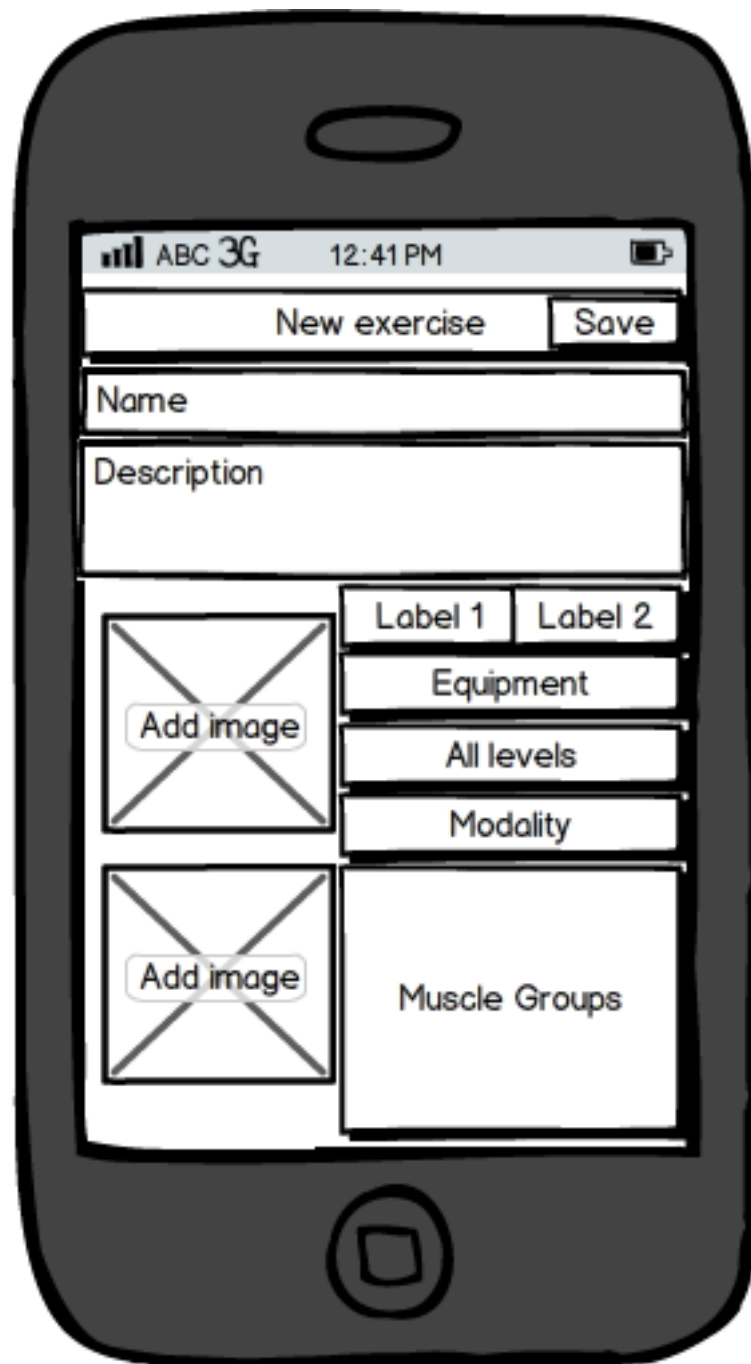 ABC 3G 12:41 PM
New exercise Save
Name
Description
Label 1 Label 2
Equipment
Add image
All levels
Modality
Add image
Muscle Groups